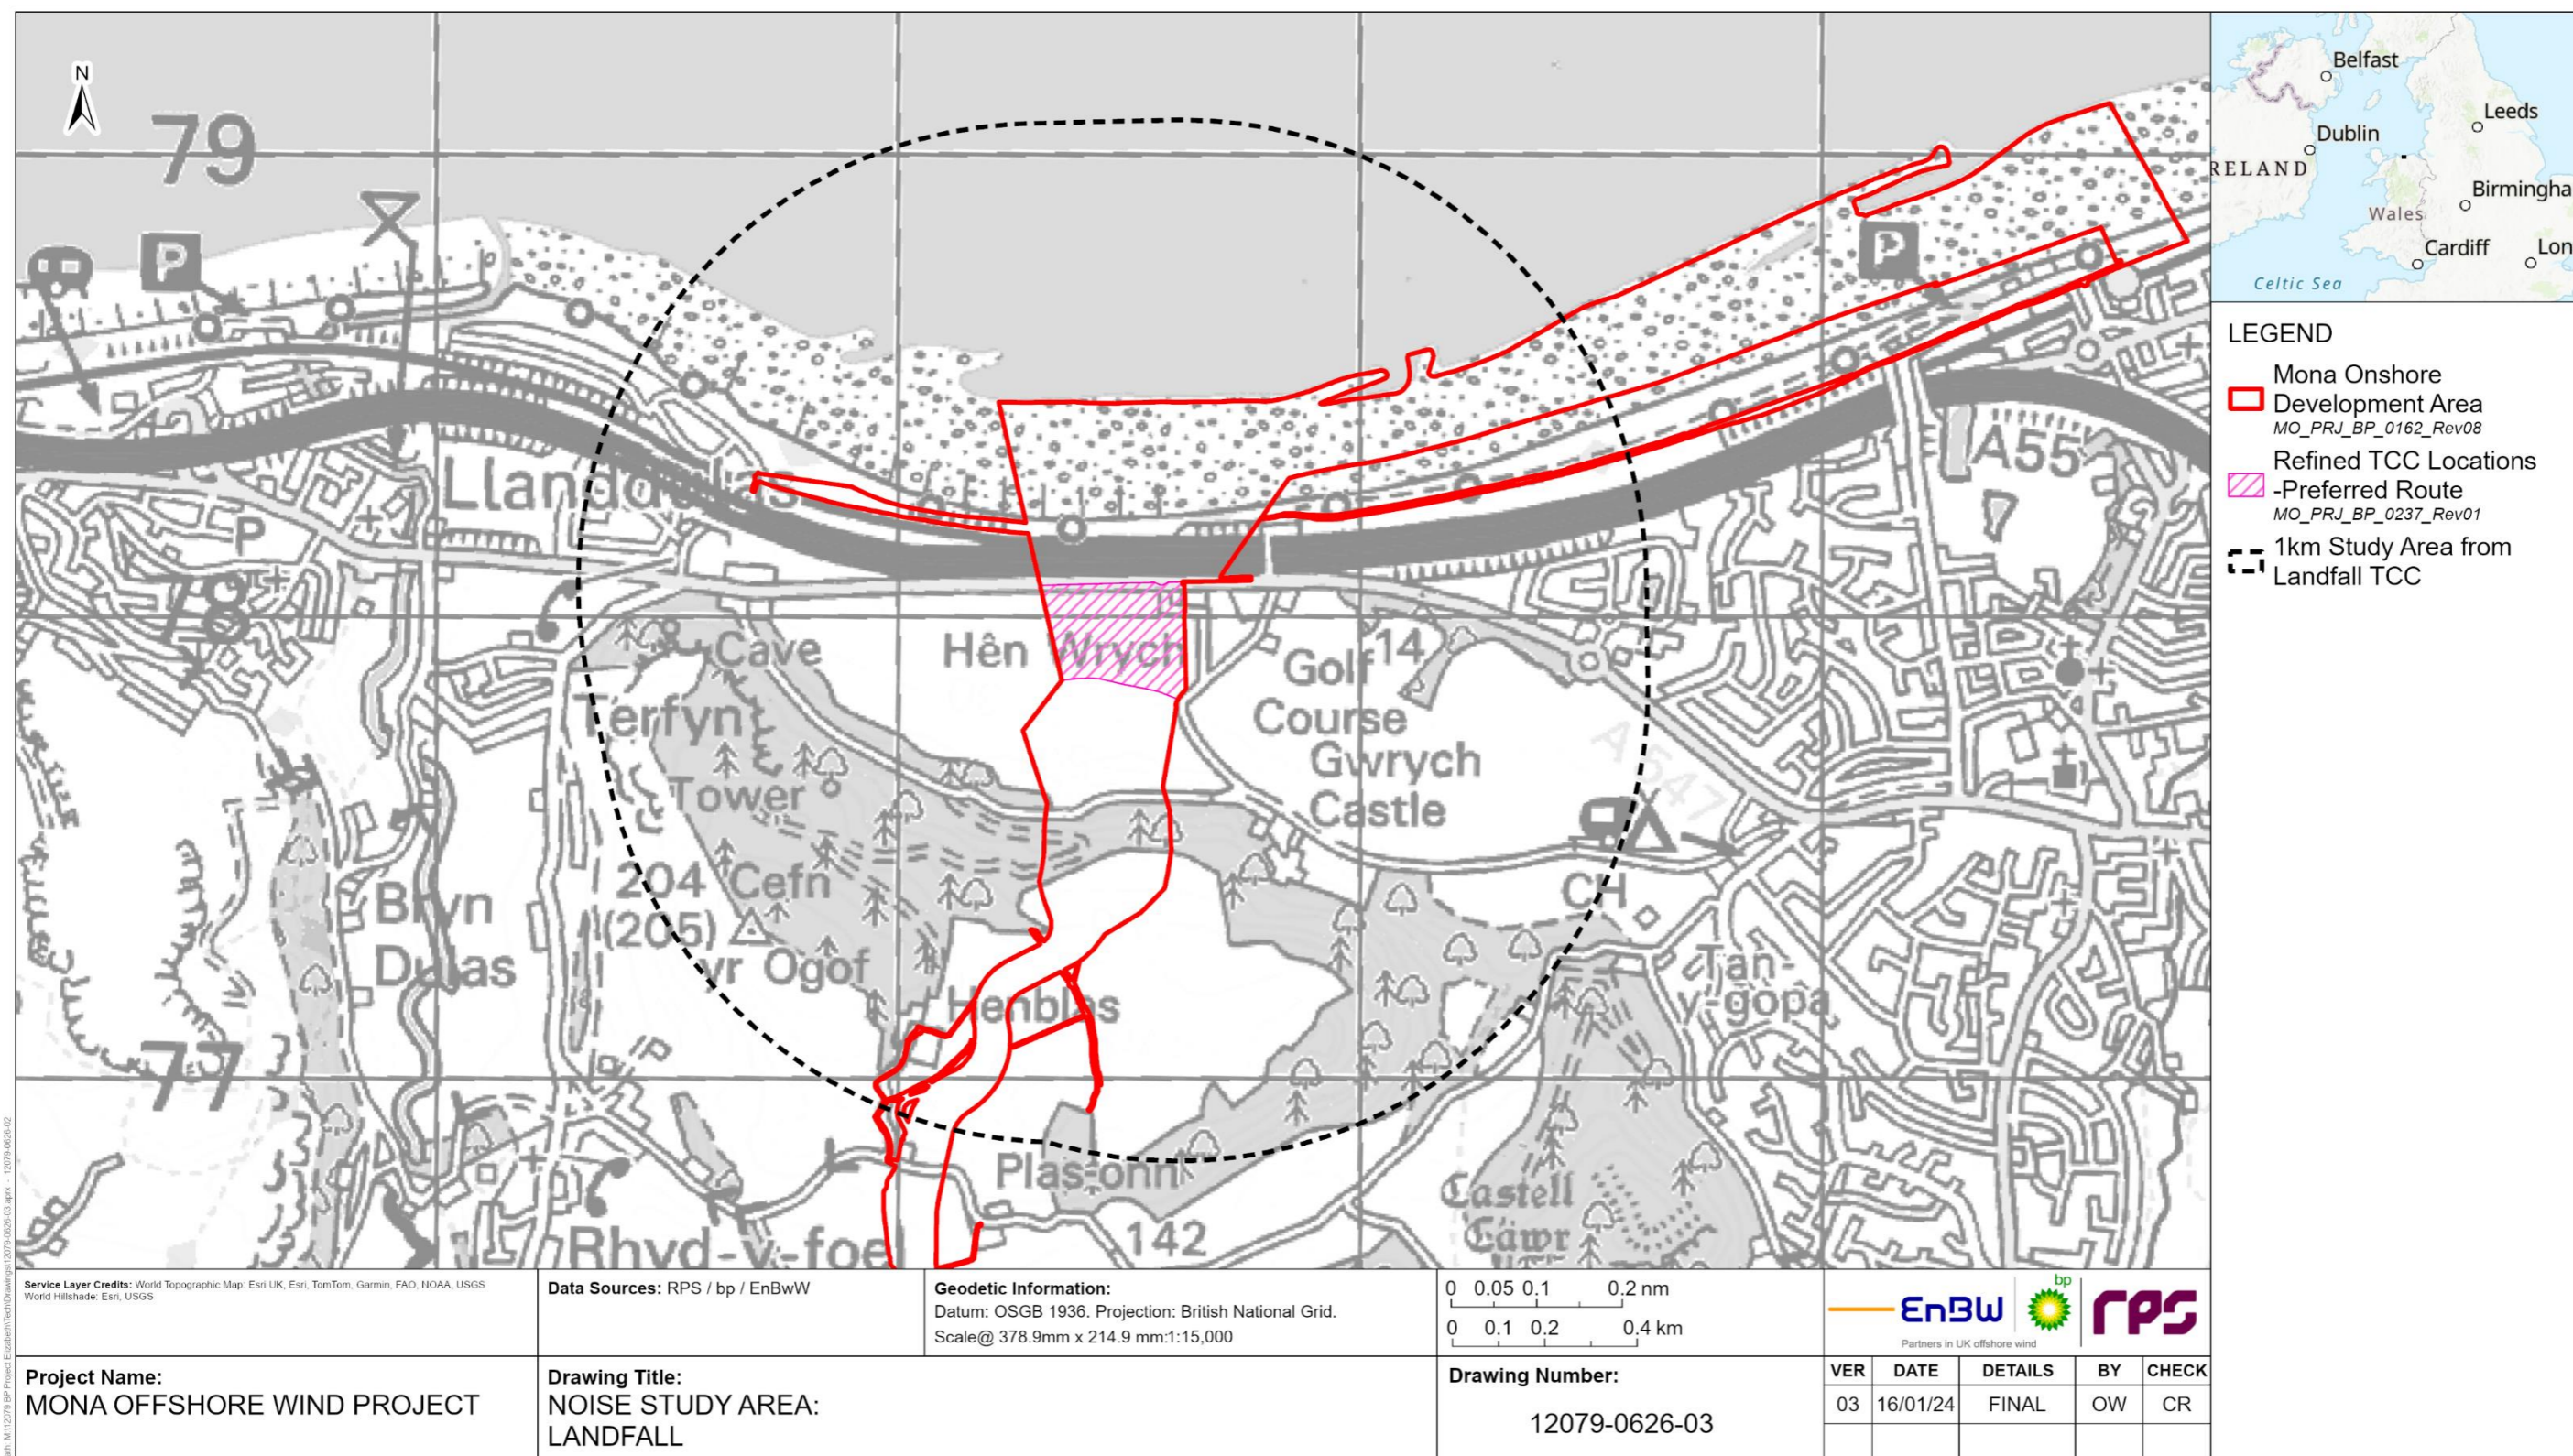 N
79
P
P
Llanddulas
P
78
A55
7
Cave
Hên Wrych
Golf
Course
14
Gwrych
Castle
A547
Terfyn
Tower
204
(205)
Cefn
yr Ogof
Bryn
Dulas
CH
Tan-
y-gopa
Henblas
77
Plas-onn
Rhyd-y-foel
142
Castell
Cawr
Belfast
Leeds
Dublin
RELAND
Birmingha
Wales
Cardiff
Lon
Celtic Sea
LEGEND
Mona Onshore
Development Area
MO_PRJ_BP_0162_Rev08
Refined TCC Locations
-Preferred Route
MO_PRJ_BP_0237_Rev01
1km Study Area from
Landfall TCC
Service Layer Credits: World Topographic Map: Esri UK, Esri, TomTom, Garmin, FAO, NOAA, USGS
World Hillshade: Esri, USGS
Data Sources: RPS / bp / EnBwW
Geodetic Information:
Datum: OSGB 1936. Projection: British National Grid.
Scale@ 378.9mm x 214.9 mm:1:15,000
0 0.05 0.1 0.2 nm
0 0.1 0.2 0.4 km
EnBW
bp
rps
Partners in UK offshore wind
Project Name:
MONA OFFSHORE WIND PROJECT
Drawing Title:
NOISE STUDY AREA:
LANDFALL
Drawing Number:
12079-0626-03
VER DATE DETAILS BY CHECK
03 16/01/24 FINAL OW CR